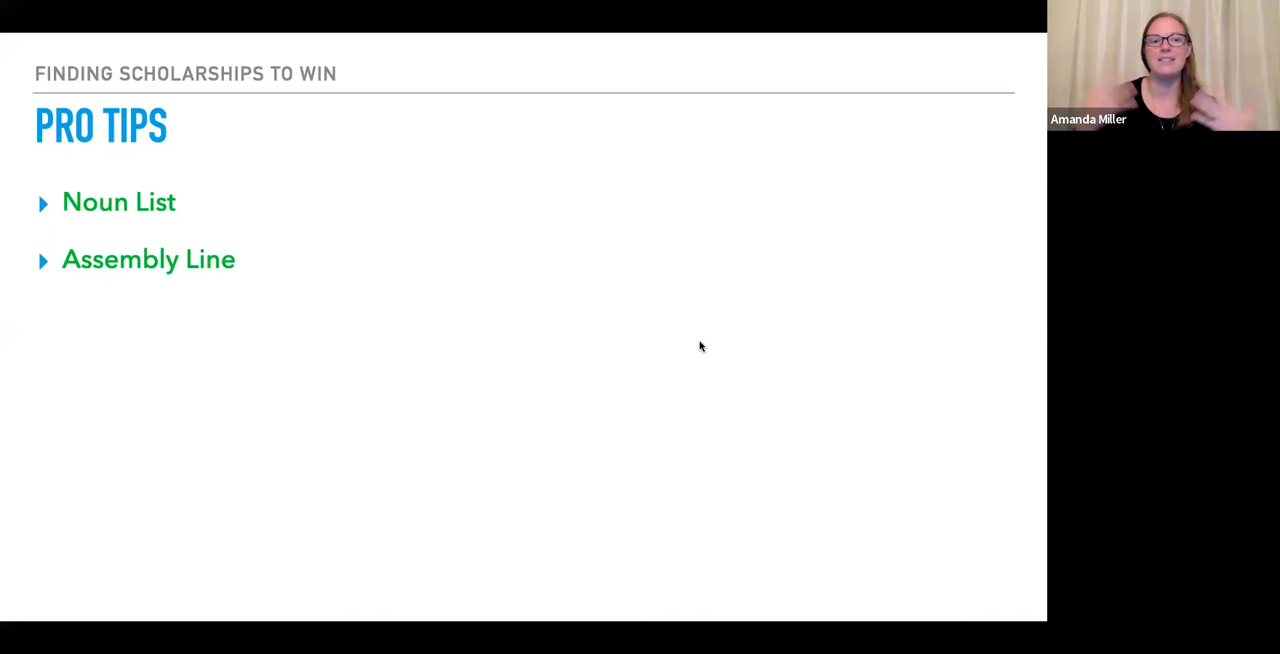 FINDING SCHOLARSHIPS TO WIN
PRO TIPS
Noun List
Assembly Line
Amanda Miller